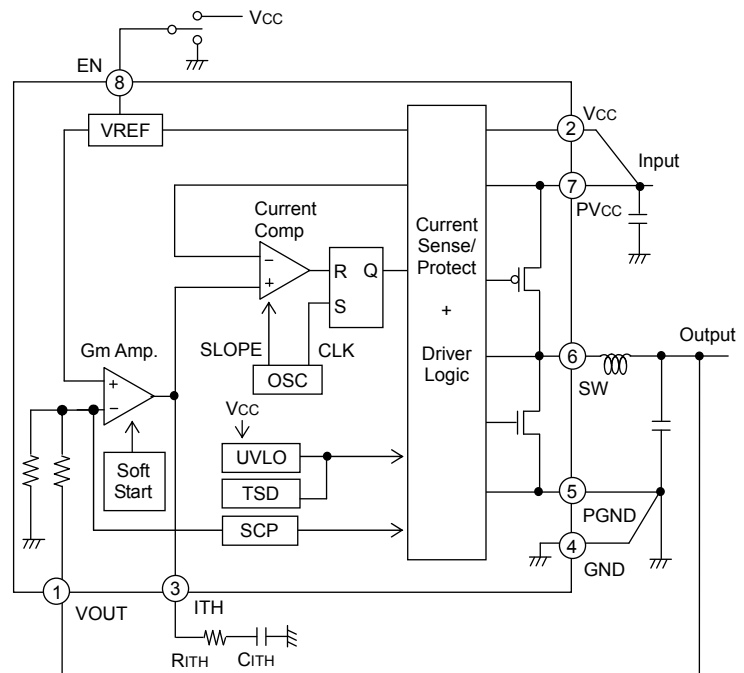 VCC
EN
8
VREF
2
VCC
Input
7
PVCC
Current
Comp
−
+
R
Q
S
Current
Sense/
Protect
+
Driver
Logic
SLOPE
CLK
OSC
6
SW
Output
Gm Amp.
+
−
Soft
Start
VCC
UVLO
TSD
SCP
5
PGND
4
GND
1
VOUT
3
ITH
RITH
CITH